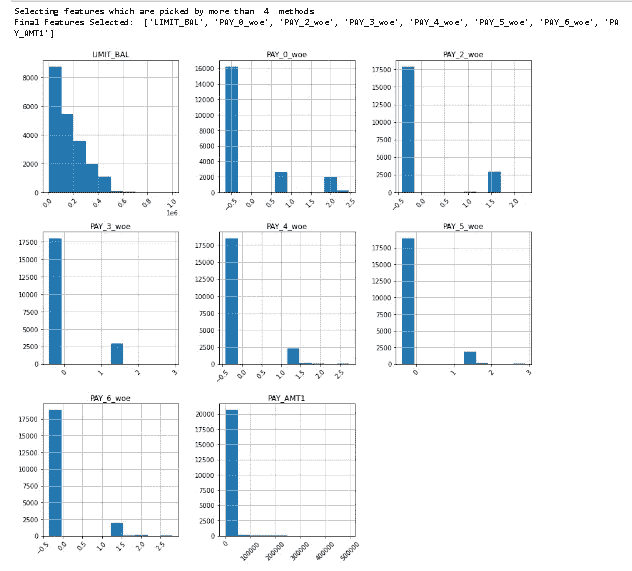 Selecting features which are picked by more than 4 methods
Final Features Selected: ['LIMIT_BAL', 'PAY_0_woe', 'PAY_2_woe', 'PAY_3_woe', 'PAY_4_woe', 'PAY_5_woe', 'PAY_6_woe', 'PA
Y_AMT1']
LIMIT_BAL PAY_0_woe PAY_2_woe
8000 6000 4000 2000 0
0.0 0.2 0.4 0.6 0.8 1.0
1e6
16000 14000 12000 10000 8000 6000 4000 2000 0
-0.5 0.0 0.5 1.0 1.5 2.0 2.5
17500 15000 12500 10000 7500 5000 2500 0
-0.5 0.0 0.5 1.0 1.5 2.0
PAY_3_woe PAY_4_woe PAY_5_woe
17500 15000 12500 10000 7500 5000 2500 0
0 1 2 3
17500 15000 12500 10000 7500 5000 2500 0
-0.5 0.0 0.5 1.0 1.5 2.0 2.5
17500 15000 12500 10000 7500 5000 2500 0
0 1 2 3
PAY_6_woe PAY_AMT1
17500 15000 12500 10000 7500 5000 2500 0
-0.5 0.0 0.5 1.0 1.5 2.0 2.5
20000 17500 15000 12500 10000 7500 5000 2500 0
0 100000 200000 300000 400000 500000